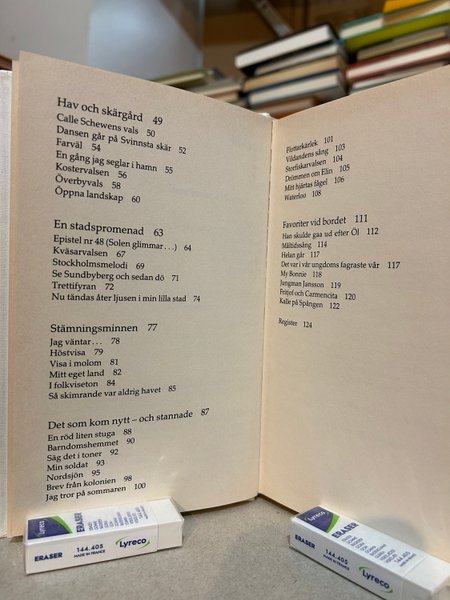 Hav och skärgård 49
Calle Schewens vals 50
Dansen går på Svinnsta skär 52
Farväl 54
En gång jag seglar i hamn 55
Kostervalsen 56
Överbyvals 58
Öppna landskap 60
En stadspromenad 63
Epistel nr 48 (Solen glimmar...) 64
Kväsarvalsen 67
Stockholmsmelodi 69
Se Sundbyberg och sedan dö 71
Trettifyran 72
Nu tändas åter ljusen i min lilla stad 74
Stämningsminnen 77
Jag väntar... 78
Höstvisa 79
Visa i molom 81
Mitt eget land 82
I folkviseton 84
Så skimrande var aldrig havet 85
Det som kom nytt – och stannade 87
En röd liten stuga 88
Barndomshemmet 90
Säg det i toner 92
Min soldat 93
Nordsjön 95
Brev från kolonien 98
Jag tror på sommaren 100
Flottarkärlek 101
Vildandens sång 103
Storfiskarvalsen 104
Drömmen om Elin 105
Mitt hjärtas fågel 106
Waterloo 108
Favoriter vid bordet 111
Han skulde gaa ud efter Öl 112
Måltidssång 114
Helan går 117
Det var i vår ungdoms fagraste vår 117
My Bonnie 118
Jungman Jansson 119
Fritjof och Carmencita 120
Kalle på Spången 122
Register 124
ERASER
ERASER 144.405 Lyreco
MADE IN FRANCE
ERASER
ERASER 144.405 Lyreco
MADE IN FRANCE